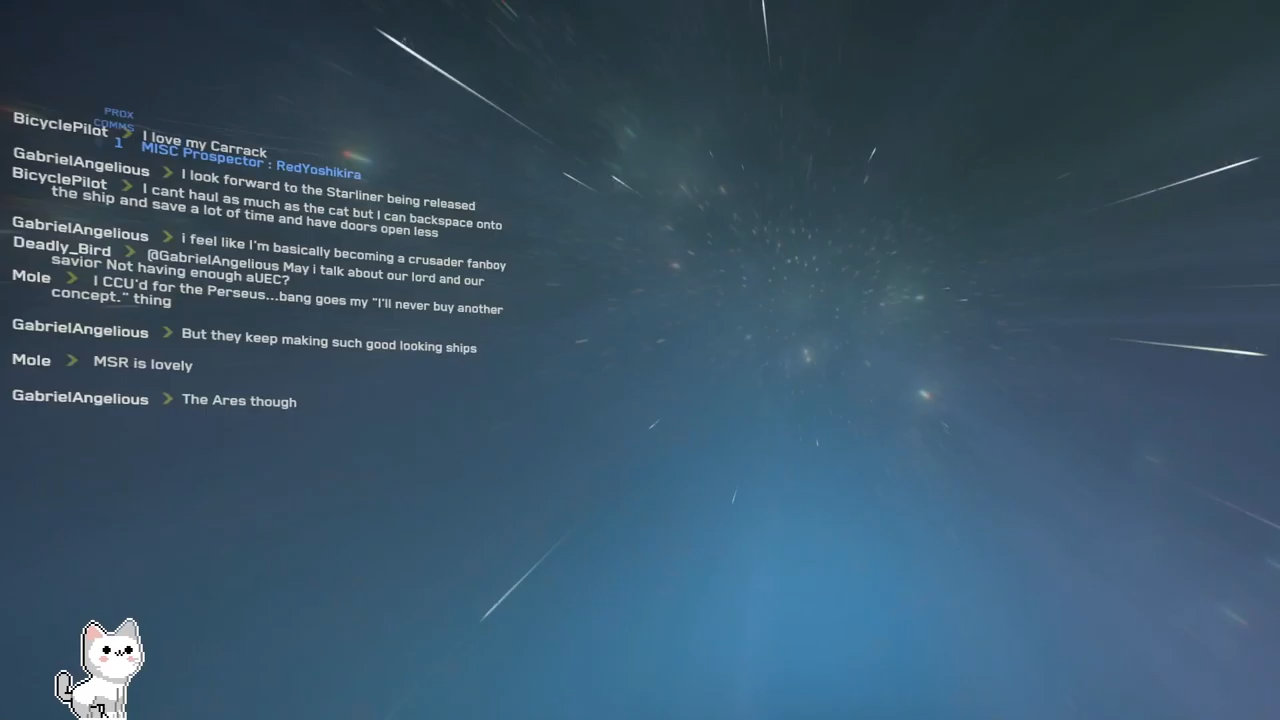 PROX
COMMS
BicyclePilot > I love my Carrack
1 MISC Prospector : RedYoshikira
GabrielAngelious > I look forward to the Starliner being released
BicyclePilot > I cant haul as much as the cat but I can backspace onto
the ship and save a lot of time and have doors open less
GabrielAngelious > i feel like I'm basically becoming a crusader fanboy
Deadly_Bird > @GabrielAngelious May i talk about our lord and our
savior Not having enough aUEC?
Mole > I CCU'd for the Perseus...bang goes my "I'll never buy another
concept." thing
GabrielAngelious > But they keep making such good looking ships
Mole > MSR is lovely
GabrielAngelious > The Ares though